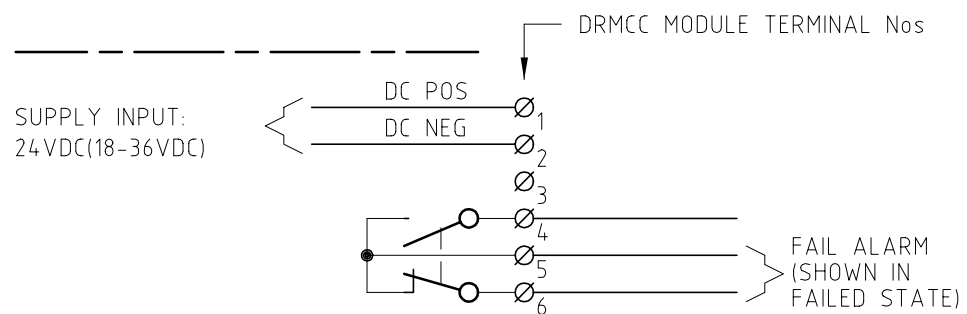 DRMCC MODULE TERMINAL Nos
DC POS
SUPPLY INPUT:
24VDC(18-36VDC)
DC NEG
1
2
3
4
5
6
FAIL ALARM
(SHOWN IN
FAILED STATE)